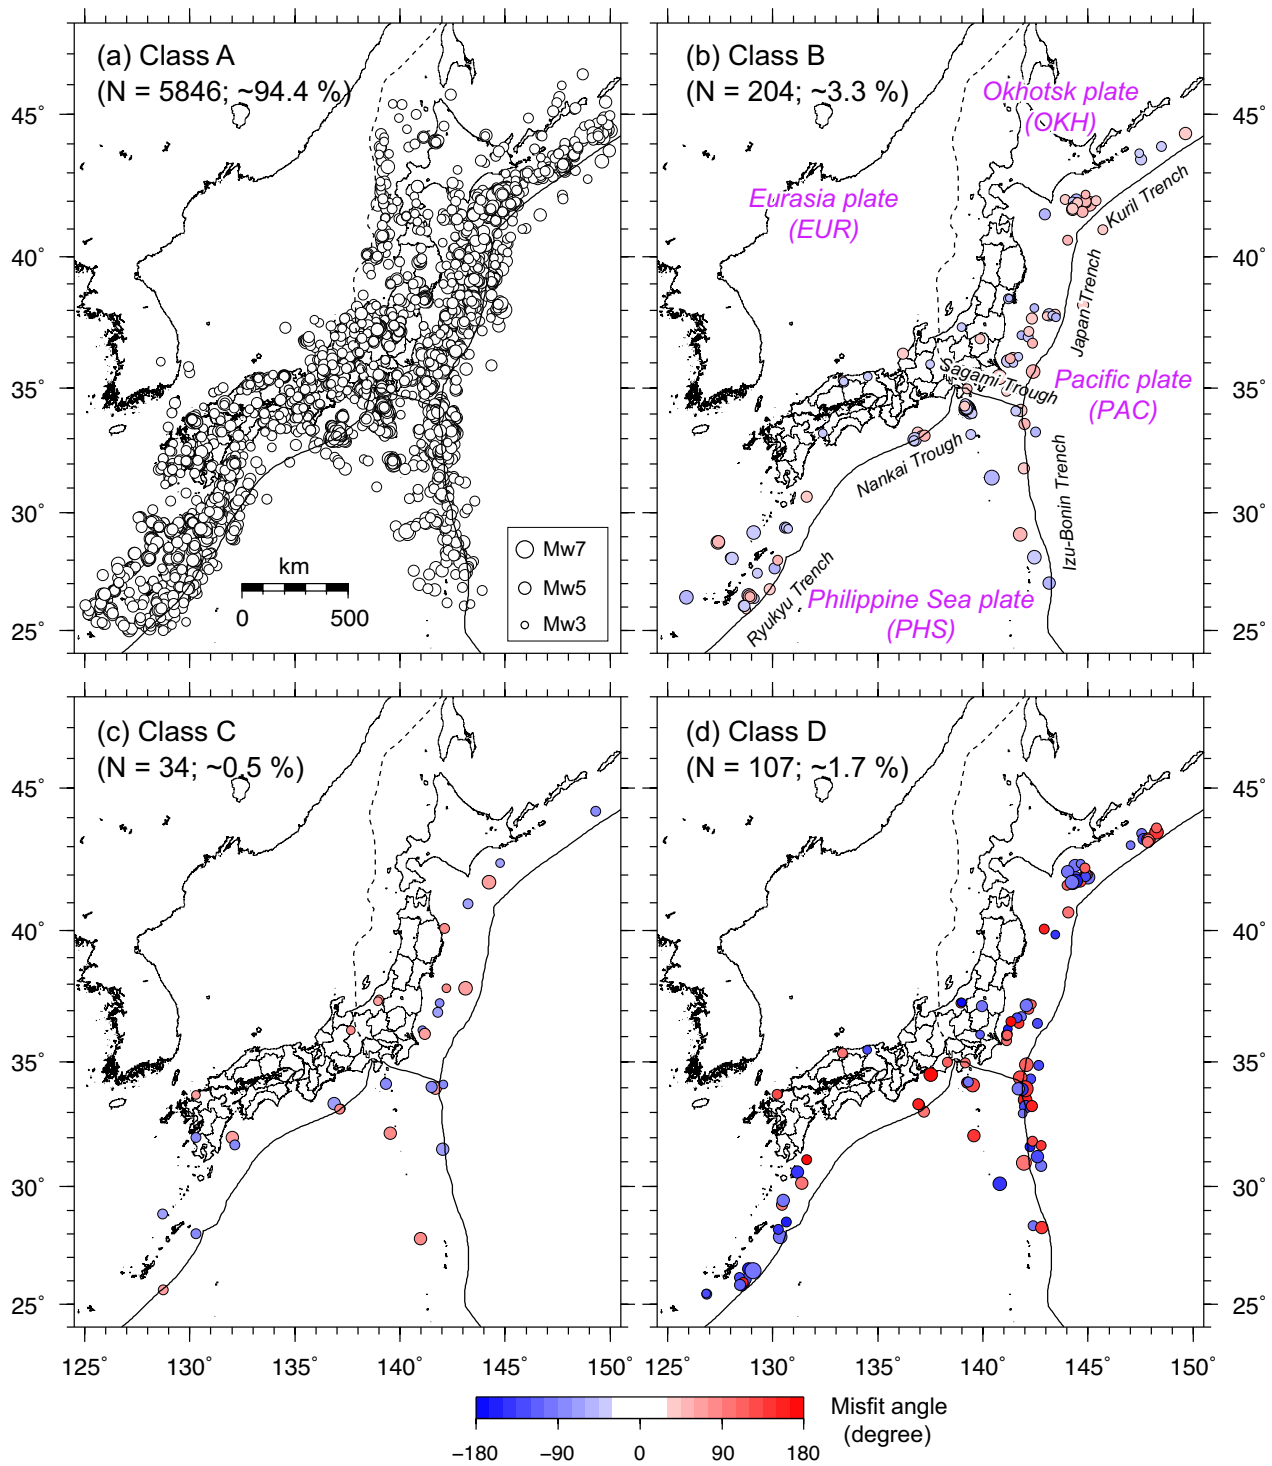 (a) Class A
(N = 5846; ~94.4 %)
45°
40°
35°
30°
25°
km
0 500
Mw7
Mw5
Mw3
(b) Class B
(N = 204; ~3.3 %)
Okhotsk plate
(OKH)
Eurasia plate
(EUR)
Kuril Trench
Japan Trench
Sagami Trough
Pacific plate
(PAC)
Nankai Trough
Izu-Bonin Trench
Ryukyu Trench
Philippine Sea plate
(PHS)
45°
40°
35°
30°
25°
(c) Class C
(N = 34; ~0.5 %)
45°
40°
35°
30°
25°
125° 130° 135° 140° 145° 150°
(d) Class D
(N = 107; ~1.7 %)
45°
40°
35°
30°
25°
125° 130° 135° 140° 145° 150°
Misfit angle
(degree)
−180 −90 0 90 180